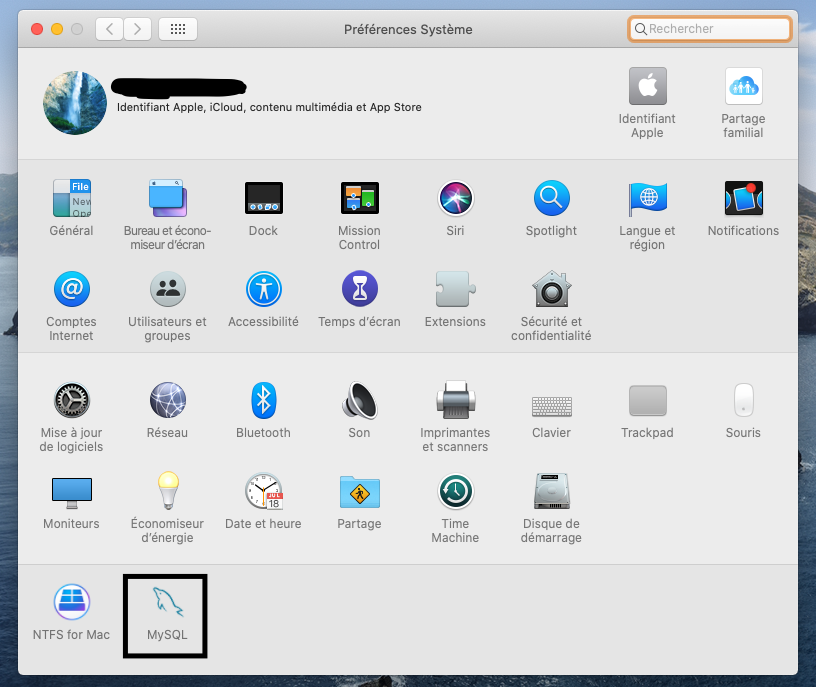 Préférences Système
Rechercher
Identifiant Apple, iCloud, contenu multimédia et App Store
Identifiant
Apple
Partage
familial
File
New
Ope
Général
Bureau et écono-
miseur d'écran
Dock
Mission
Control
Siri
Spotlight
Langue et
région
Notifications
@
Comptes
Internet
Utilisateurs et
groupes
Accessibilité
Temps d'écran
Extensions
Sécurité et
confidentialité
Mise à jour
de logiciels
Réseau
Bluetooth
Son
Imprimantes
et scanners
Clavier
Trackpad
Souris
Moniteurs
Économiseur
d'énergie
JUL
18
Date et heure
Partage
Time
Machine
Disque de
démarrage
NTFS for Mac
MySQL